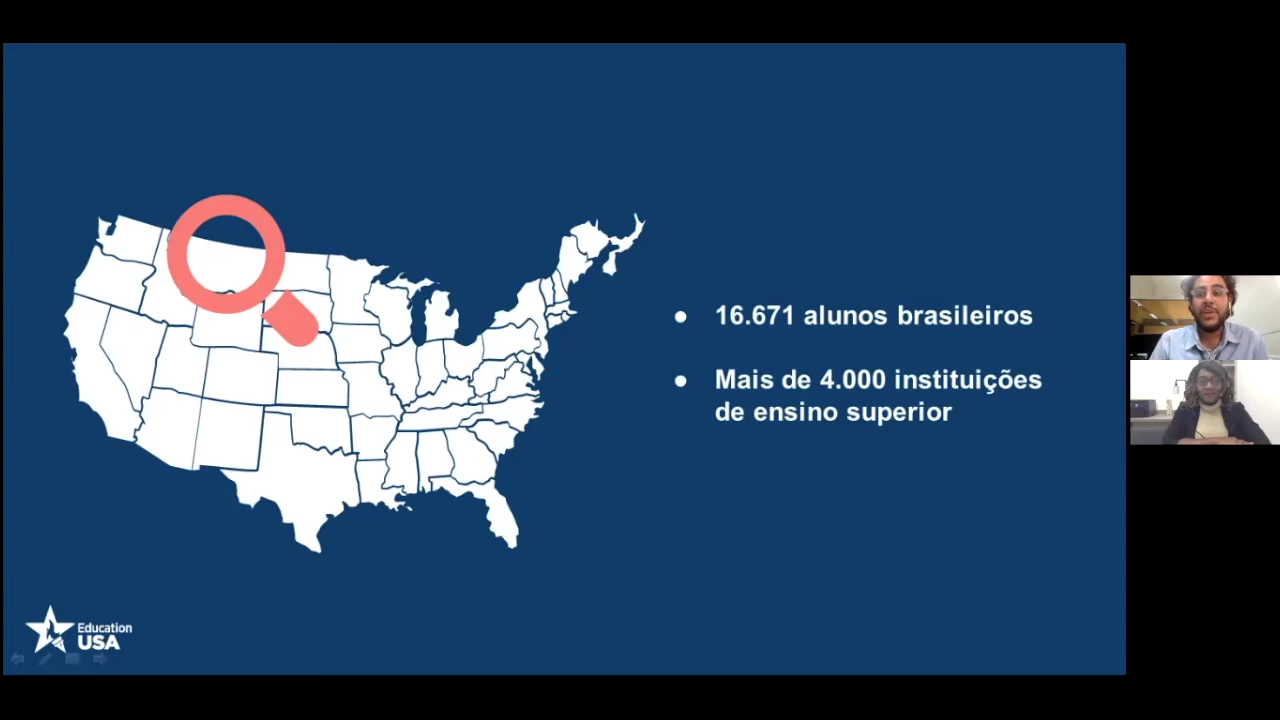 ● 16.671 alunos brasileiros
● Mais de 4.000 instituições
de ensino superior
Education
USA